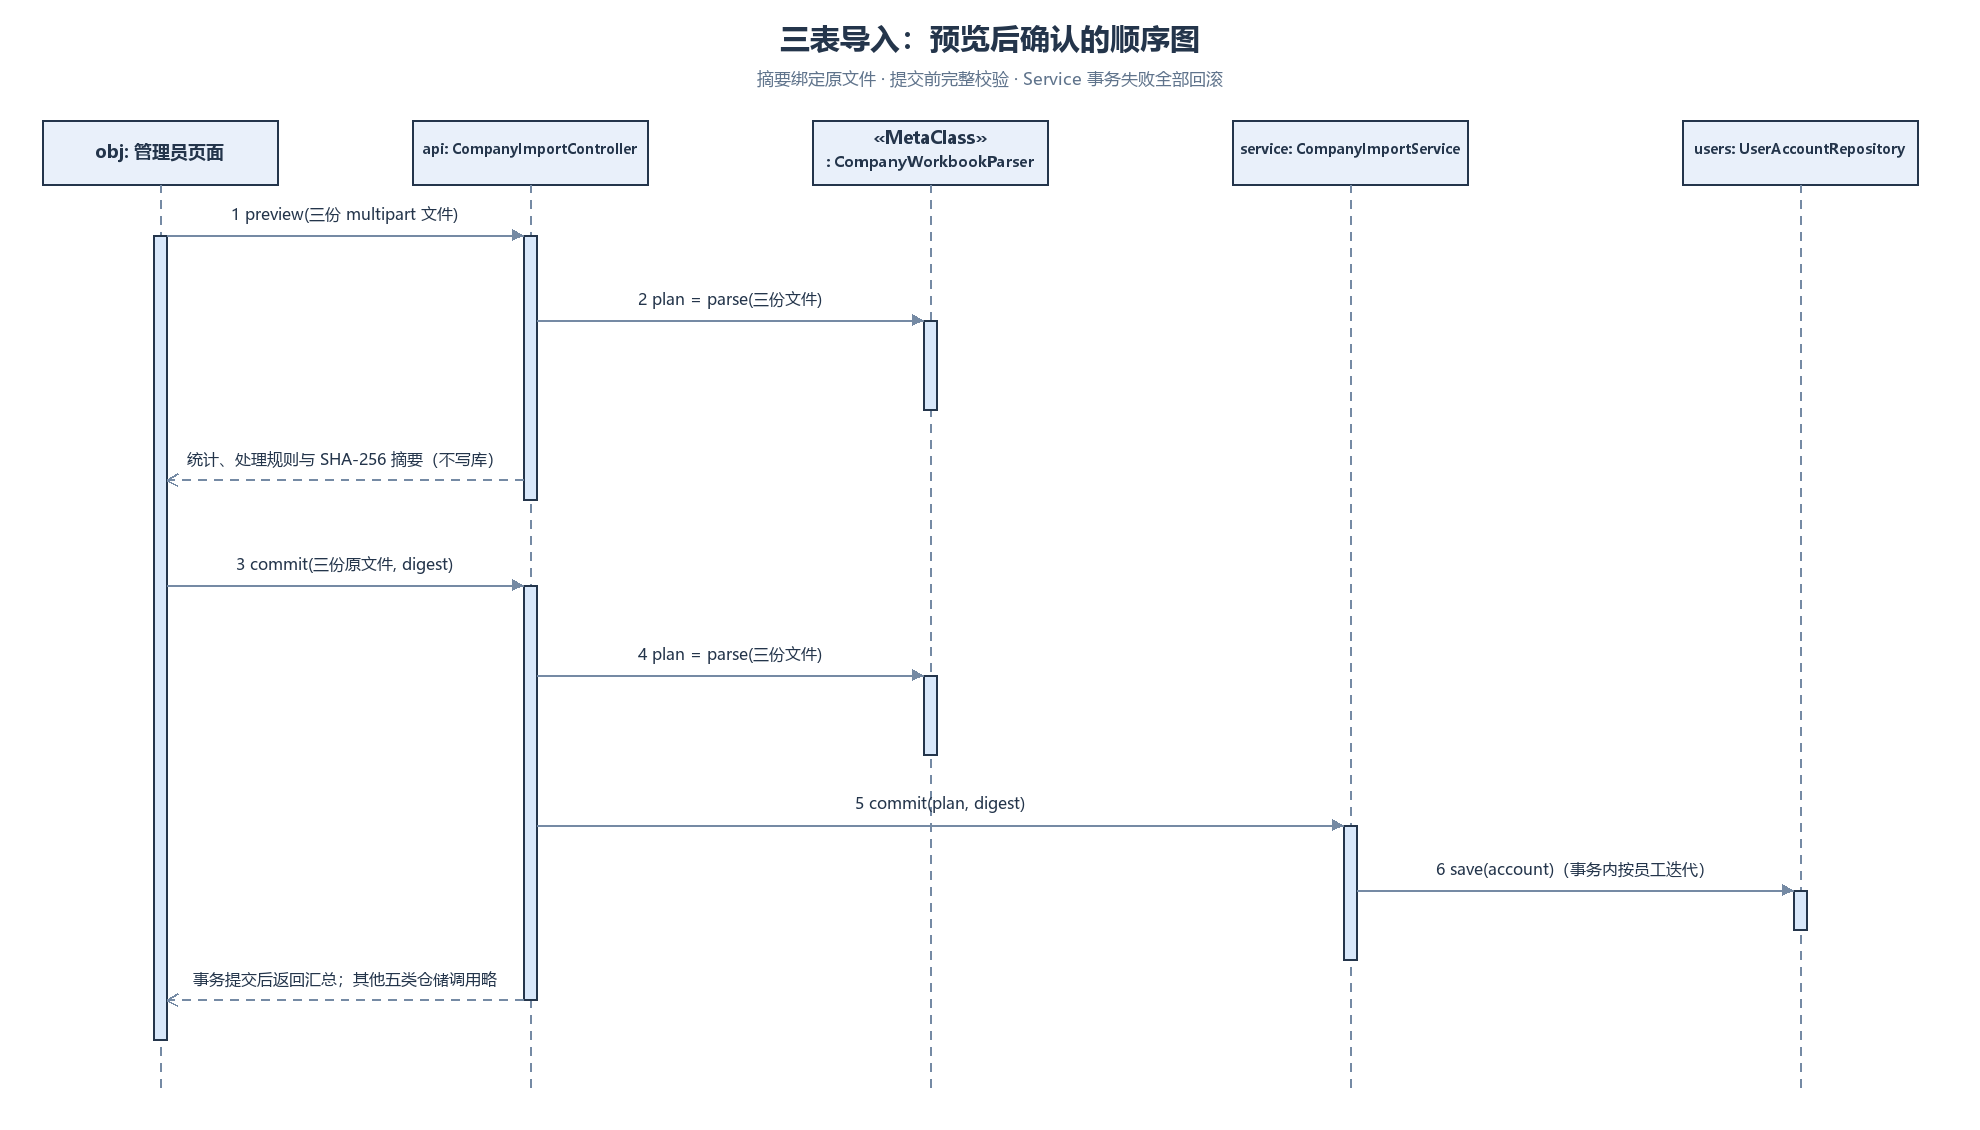 三表导入：预览后确认的顺序图
摘要绑定原文件 · 提交前完整校验 · Service 事务失败全部回滚
obj: 管理员页面
api: CompanyImportController
«MetaClass»
: CompanyWorkbookParser
service: CompanyImportService
users: UserAccountRepository
1 preview(三份 multipart 文件)
2 plan = parse(三份文件)
统计、处理规则与 SHA-256 摘要（不写库）
3 commit(三份原文件, digest)
4 plan = parse(三份文件)
5 commit(plan, digest)
6 save(account)（事务内按员工迭代）
事务提交后返回汇总；其他五类仓储调用略